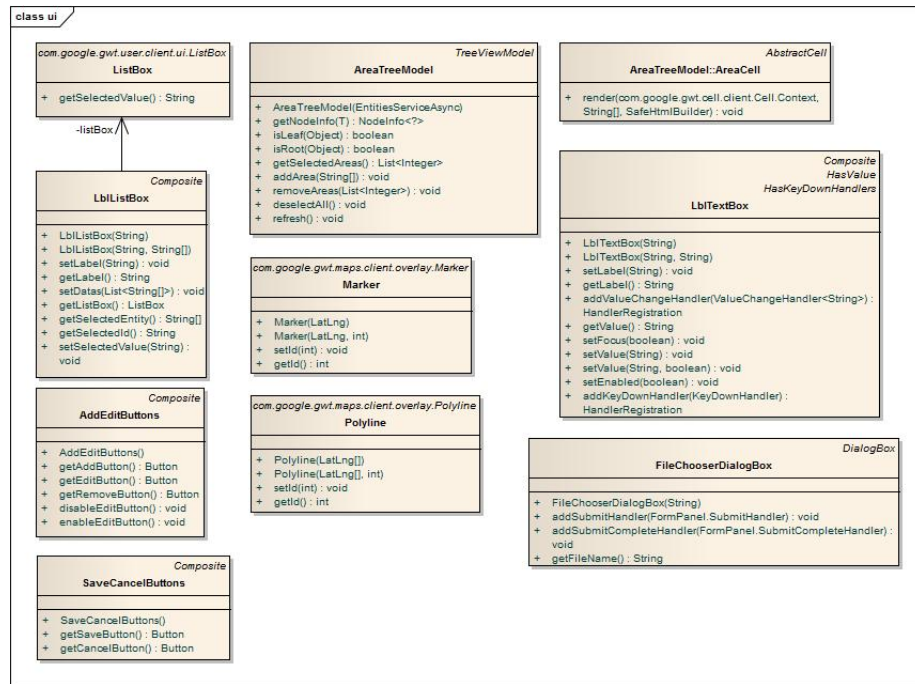 class ui
com.google.gwt.user.client.ui.ListBox
ListBox
+ getSelectedValue() : String
-listBox
Composite
LblListBox
+ LblListBox(String)
+ LblListBox(String, String[])
+ setLabel(String) : void
+ getLabel() : String
+ setDatas(List<String[]>) : void
+ getListBox() : ListBox
+ getSelectedEntity() : String[]
+ getSelectedId() : String
+ setSelectedValue(String) :
void
Composite
AddEditButtons
+ AddEditButtons()
+ getAddButton() : Button
+ getEditButton() : Button
+ getRemoveButton() : Button
+ disableEditButton() : void
+ enableEditButton() : void
Composite
SaveCancelButtons
+ SaveCancelButtons()
+ getSaveButton() : Button
+ getCancelButton() : Button
TreeViewModel
AreaTreeModel
+ AreaTreeModel(EntitiesServiceAsync)
+ getNodeInfo(T) : NodeInfo<?>
+ isLeaf(Object) : boolean
+ isRoot(Object) : boolean
+ getSelectedAreas() : List<Integer>
+ addArea(String[]) : void
+ removeAreas(List<Integer>) : void
+ deselectAll() : void
+ refresh() : void
com.google.gwt.maps.client.overlay.Marker
Marker
+ Marker(LatLng)
+ Marker(LatLng, int)
+ setId(int) : void
+ getId() : int
com.google.gwt.maps.client.overlay.Polyline
Polyline
+ Polyline(LatLng[])
+ Polyline(LatLng[], int)
+ setId(int) : void
+ getId() : int
AbstractCell
AreaTreeModel::AreaCell
+ render(com.google.gwt.cell.client.Cell.Context,
String[], SafeHtmlBuilder) : void
Composite
HasValue
HasKeyDownHandlers
LblTextBox
+ LblTextBox(String)
+ LblTextBox(String, String)
+ setLabel(String) : void
+ getLabel() : String
+ addValueChangeHandler(ValueChangeHandler<String>) :
HandlerRegistration
+ getValue() : String
+ setFocus(boolean) : void
+ setValue(String) : void
+ setValue(String, boolean) : void
+ setEnabled(boolean) : void
+ addKeyDownHandler(KeyDownHandler) :
HandlerRegistration
DialogBox
FileChooserDialogBox
+ FileChooserDialogBox(String)
+ addSubmitHandler(FormPanel.SubmitHandler) : void
+ addSubmitCompleteHandler(FormPanel.SubmitCompleteHandler) :
void
+ getFileName() : String